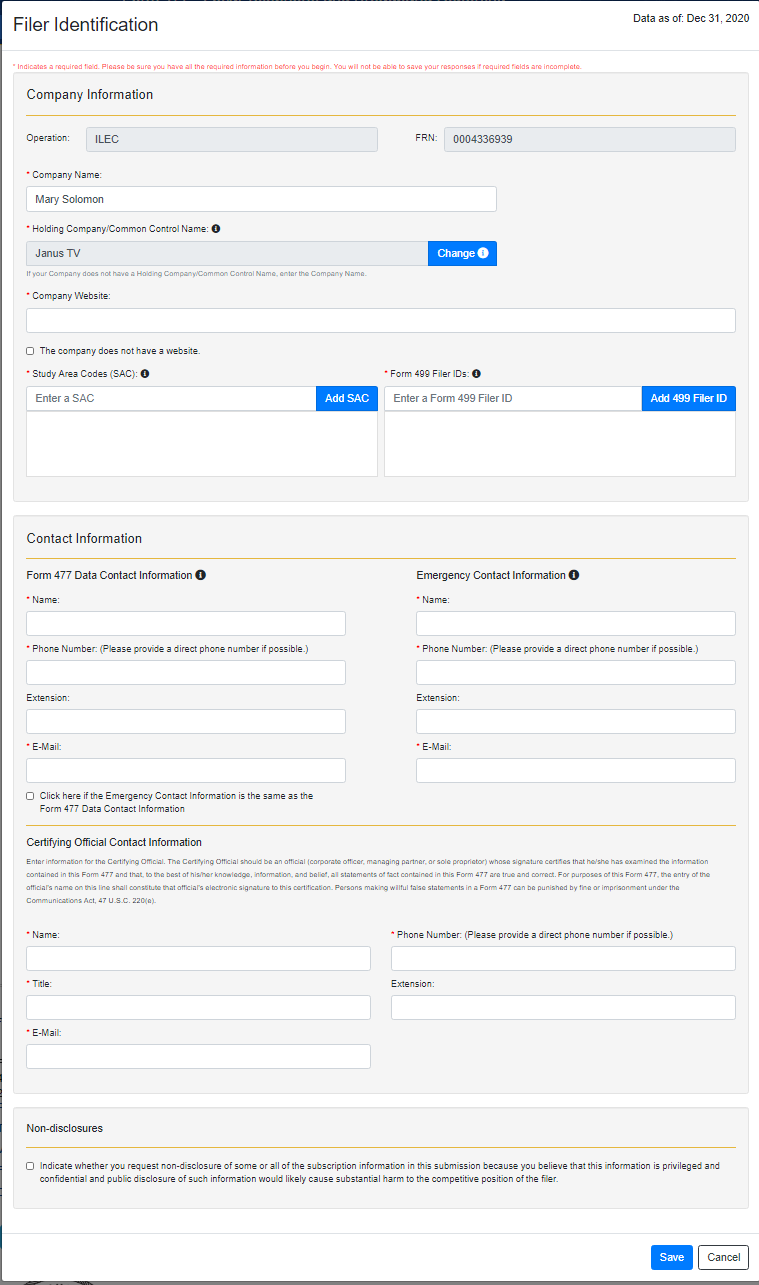 Filer Identification
Data as of: Dec 31, 2020
* Indicates a required field. Please be sure you have all the required information before you begin. You will not be able to save your responses if required fields are incomplete.
Company Information
Operation: ILEC
FRN: 0004336939
* Company Name:
Mary Solomon
* Holding Company/Common Control Name:
Janus TV
Change
If your Company does not have a Holding Company/Common Control Name, enter the Company Name.
* Company Website:
The company does not have a website.
* Study Area Codes (SAC):
* Form 499 Filer IDs:
Enter a SAC
Add SAC
Enter a Form 499 Filer ID
Add 499 Filer ID
Contact Information
Form 477 Data Contact Information
Emergency Contact Information
* Name:
* Name:
* Phone Number: (Please provide a direct phone number if possible.)
* Phone Number: (Please provide a direct phone number if possible.)
Extension:
Extension:
* E-Mail:
* E-Mail:
Click here if the Emergency Contact Information is the same as the
Form 477 Data Contact Information
Certifying Official Contact Information
Enter information for the Certifying Official. The Certifying Official should be an official (corporate officer, managing partner, or sole proprietor) whose signature certifies that he/she has examined the information
contained in this Form 477 and that, to the best of his/her knowledge, information, and belief, all statements of fact contained in this Form 477 are true and correct. For purposes of this Form 477, the entry of the
official's name on this line shall constitute that official's electronic signature to this certification. Persons making willful false statements in a Form 477 can be punished by fine or imprisonment under the
Communications Act, 47 U.S.C. 220(e).
* Name:
* Phone Number: (Please provide a direct phone number if possible.)
* Title:
Extension:
* E-Mail:
Non-disclosures
Indicate whether you request non-disclosure of some or all of the subscription information in this submission because you believe that this information is privileged and
confidential and public disclosure of such information would likely cause substantial harm to the competitive position of the filer.
Save
Cancel